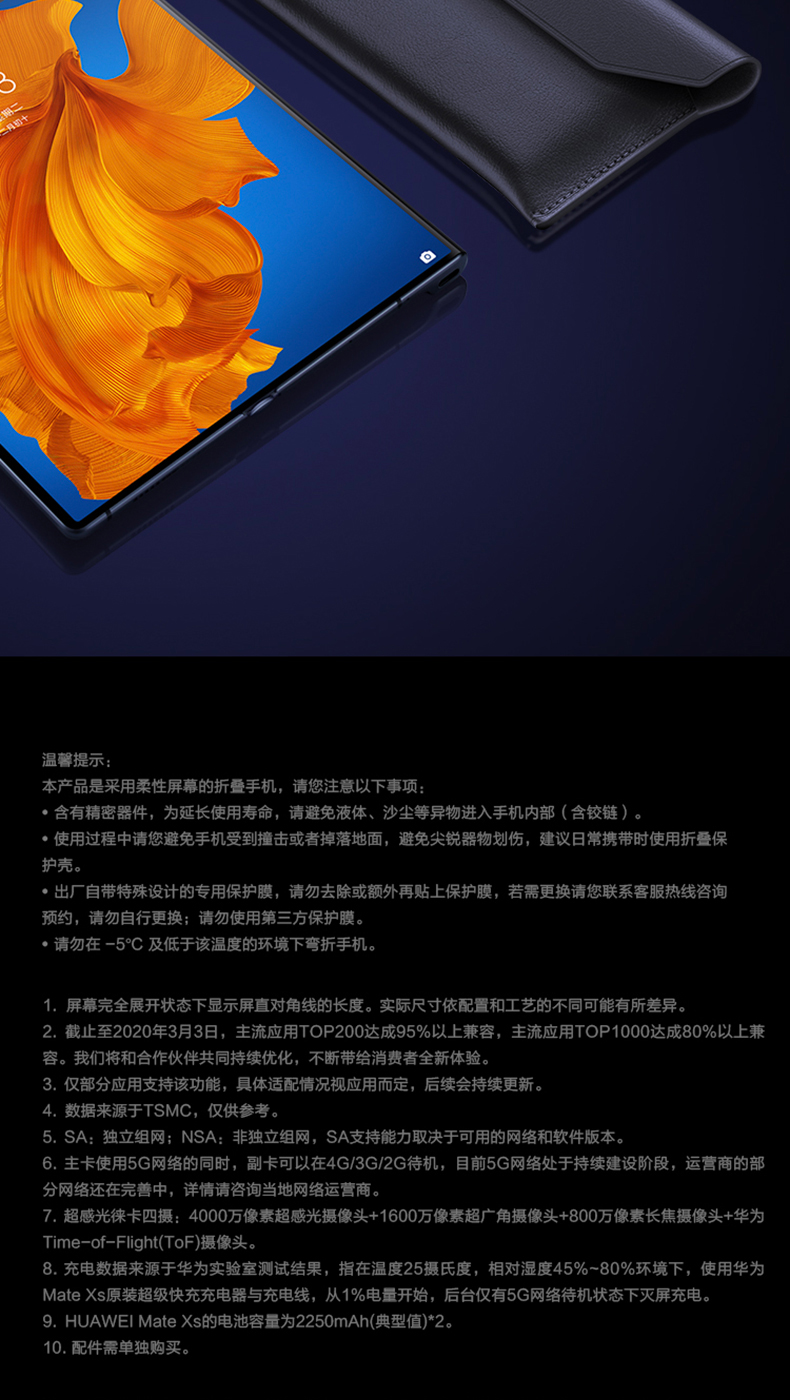 8
温馨提示：
本产品是采用柔性屏幕的折叠手机，请您注意以下事项：
• 含有精密器件，为延长使用寿命，请避免液体、沙尘等异物进入手机内部（含铰链）。
• 使用过程中请您避免手机受到撞击或者掉落地面，避免尖锐器物划伤，建议日常携带时使用折叠保
护壳。
• 出厂自带特殊设计的专用保护膜，请勿去除或额外再贴上保护膜，若需更换请您联系客服热线咨询
预约，请勿自行更换；请勿使用第三方保护膜。
• 请勿在 −5℃ 及低于该温度的环境下弯折手机。
1. 屏幕完全展开状态下显示屏直对角线的长度。实际尺寸依配置和工艺的不同可能有所差异。
2. 截止至2020年3月3日，主流应用TOP200达成95%以上兼容，主流应用TOP1000达成80%以上兼
容。我们将和合作伙伴共同持续优化，不断带给消费者全新体验。
3. 仅部分应用支持该功能，具体适配情况视应用而定，后续会持续更新。
4. 数据来源于TSMC，仅供参考。
5. SA：独立组网；NSA：非独立组网，SA支持能力取决于可用的网络和软件版本。
6. 主卡使用5G网络的同时，副卡可以在4G/3G/2G待机，目前5G网络处于持续建设阶段，运营商的部
分网络还在完善中，详情请咨询当地网络运营商。
7. 超感光徕卡四摄：4000万像素超感光摄像头+1600万像素超广角摄像头+800万像素长焦摄像头+华为
Time−of−Flight(ToF)摄像头。
8. 充电数据来源于华为实验室测试结果，指在温度25摄氏度，相对湿度45%~80%环境下，使用华为
Mate Xs原装超级快充充电器与充电线，从1%电量开始，后台仅有5G网络待机状态下灭屏充电。
9. HUAWEI Mate Xs的电池容量为2250mAh(典型值)*2。
10. 配件需单独购买。